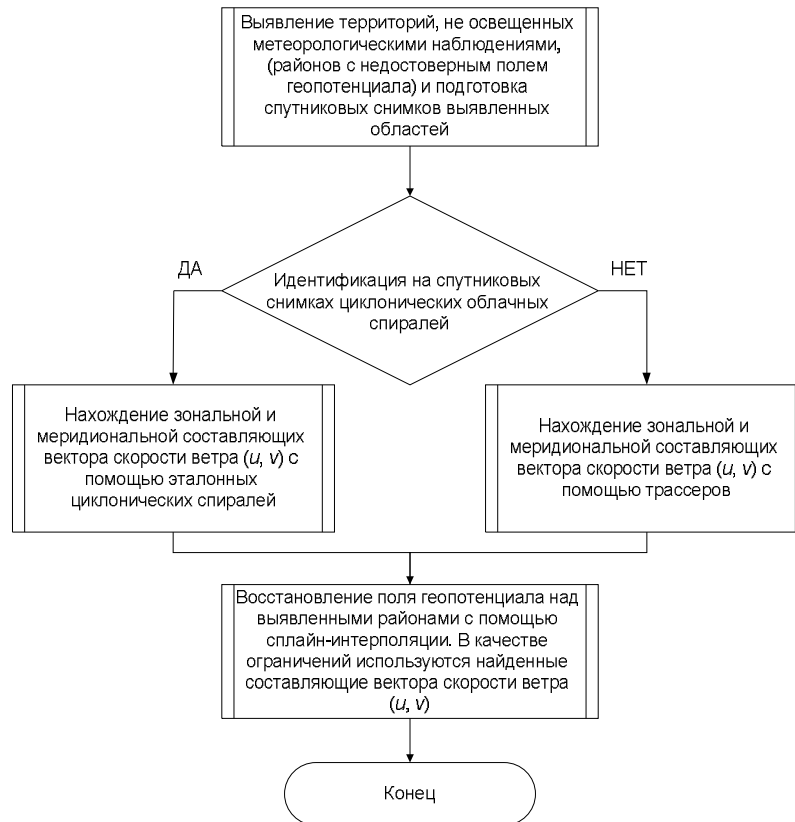 Выявление территорий, не освещенных
метеорологическими наблюдениями,
(районов с недостоверным полем
геопотенциала) и подготовка
спутниковых снимков выявленных
областей
ДА
НЕТ
Идентификация на спутниковых
снимках циклонических облачных
спиралей
Нахождение зональной и
меридиональной составляющих
вектора скорости ветра (u, v) с
помощью эталонных
циклонических спиралей
Нахождение зональной и
меридиональной составляющих
вектора скорости ветра (u, v) с
помощью трассеров
Восстановление поля геопотенциала над
выявленными районами с помощью
сплайн-интерполяции. В качестве
ограничений используются найденные
составляющие вектора скорости ветра
(u, v)
Конец